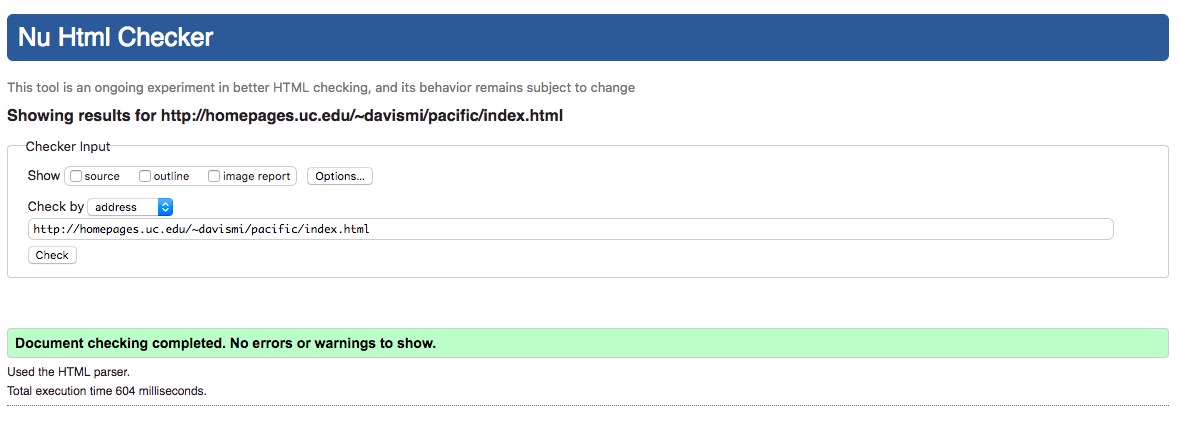 Nu Html Checker
This tool is an ongoing experiment in better HTML checking, and its behavior remains subject to change
Showing results for http://homepages.uc.edu/~davismi/pacific/index.html
Checker Input
Show source outline image report Options...
Check by address
http://homepages.uc.edu/~davismi/pacific/index.html
Check
Document checking completed. No errors or warnings to show.
Used the HTML parser.
Total execution time 604 milliseconds.